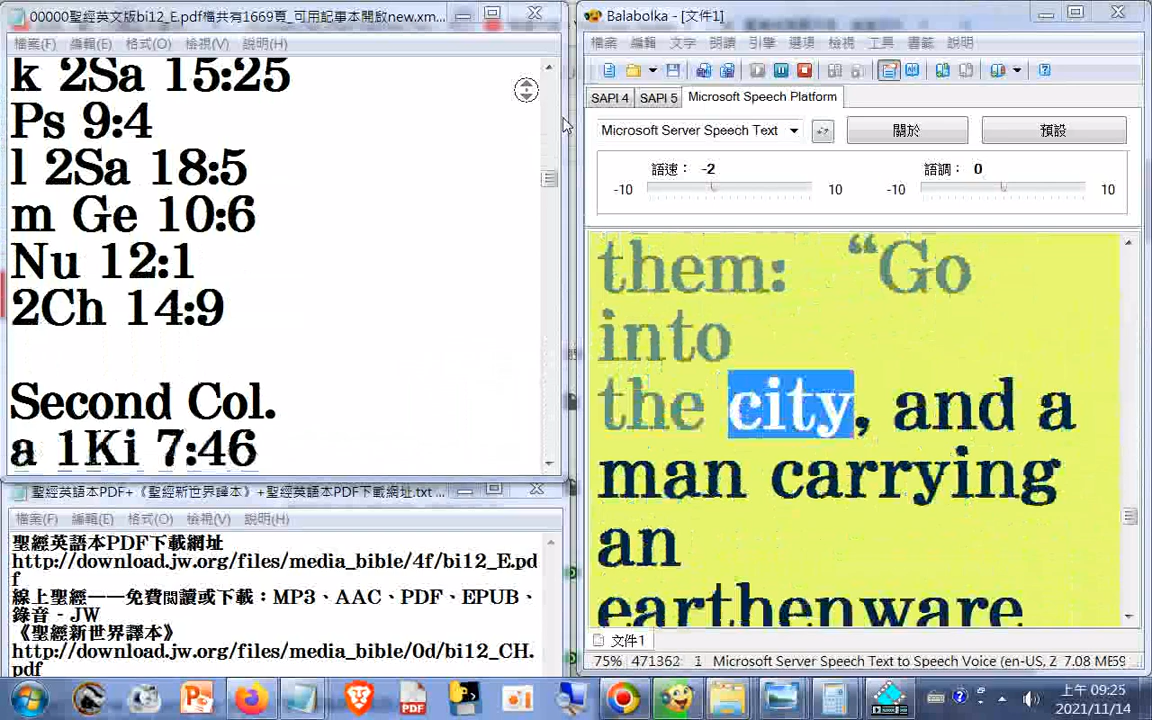 00000聖經英文版bi12_E.pdf檔共有1669頁_可用記事本開啟new.xm...
檔案(F) 編輯(E) 格式(O) 檢視(V) 說明(H)
k 2Sa 15:25
Ps 9:4
l 2Sa 18:5
m Ge 10:6
Nu 12:1
2Ch 14:9
Second Col.
a 1Ki 7:46
聖經英語本PDF+《聖經新世界譯本》+聖經英語本PDF下載網址.txt ...
檔案(F) 編輯(E) 格式(O) 檢視(V) 說明(H)
聖經英語本PDF下載網址
http://download.jw.org/files/media_bible/4f/bi12_E.pd
f
線上聖經——免費閱讀或下載：MP3、AAC、PDF、EPUB、
錄音 - JW
《聖經新世界譯本》
http://download.jw.org/files/media_bible/0d/bi12_CH.
pdf
Balabolka - [文件1]
檔案 編輯 文字 朗讀 引擎 選項 檢視 工具 書籤 說明
SAPI 4 SAPI 5 Microsoft Speech Platform
Microsoft Server Speech Text 關於 預設
語速： -2 語調： 0
-10 10 -10 10
them: “Go
into
the city, and a
man carrying
an
earthenware
文件1
75% 471362 1 Microsoft Server Speech Text to Speech Voice (en-US, Z 7.08 ME
上午 09:25
2021/11/14